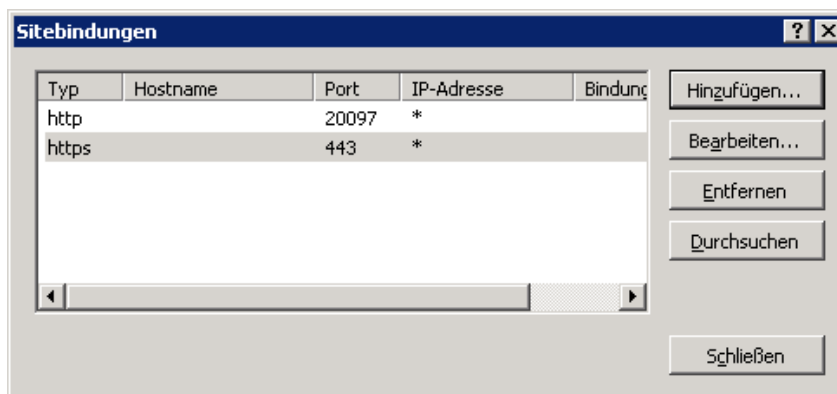 Sitebindungen
Typ Hostname Port IP-Adresse Bindung
http 20097 *
https 443 *
Hinzufügen...
Bearbeiten...
Entfernen
Durchsuchen
Schließen